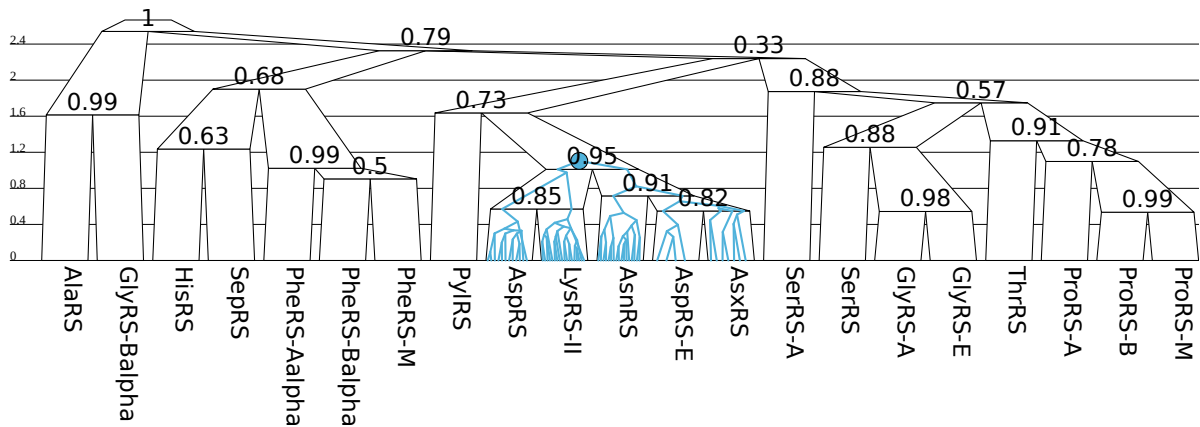 1
0.79
0.33
2.4
0.68
0.88
2
0.99
0.73
0.57
1.6
0.63
0.88
0.91
1.2
0.99
0.5
0.95
0.78
0.8
0.85
0.91
0.82
0.98
0.99
0.4
0
AlaRS
GlyRS-Balpha
HisRS
SepRS
PheRS-Aalpha
PheRS-Balpha
PheRS-M
PylRS
AspRS
LysRS-II
AsnRS
AspRS-E
AsxRS
SerRS-A
SerRS
GlyRS-A
GlyRS-E
ThrRS
ProRS-A
ProRS-B
ProRS-M